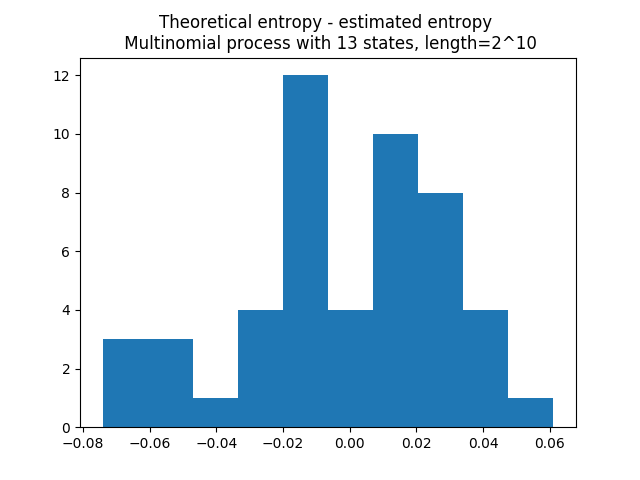 Theoretical entropy - estimated entropy
Multinomial process with 13 states, length=2^10
12
10
8
6
4
2
0
−0.08 −0.06 −0.04 −0.02 0.00 0.02 0.04 0.06